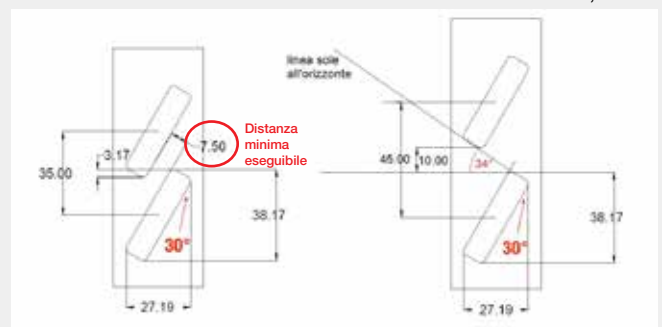 Distanza
minima
eseguibile
7.50
3.17
35.00
38.17
30°
27.19
linea sole
all'orizzonte
45.00
10.00
34°
38.17
30°
27.19